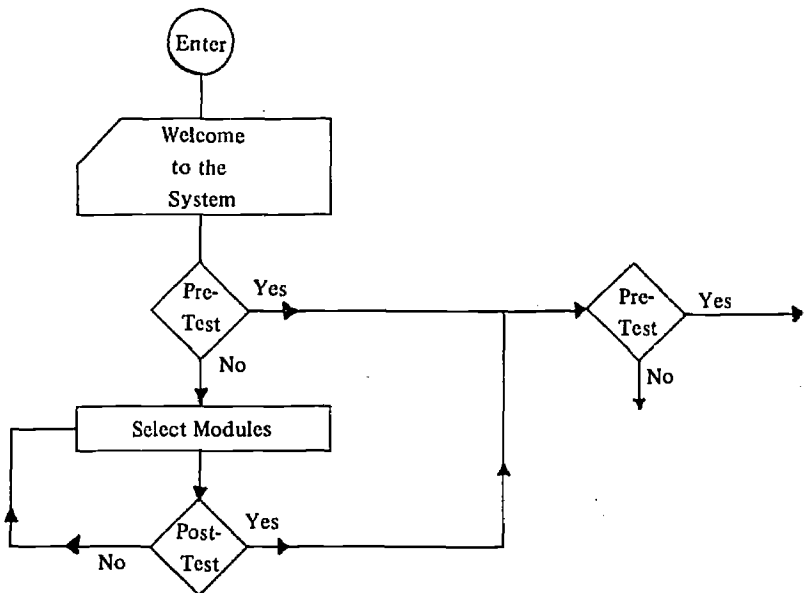 Enter
Welcome
to the
System
Pre-
Test
Yes
No
Pre-
Test
Yes
No
Select Modules
Post-
Test
Yes
No